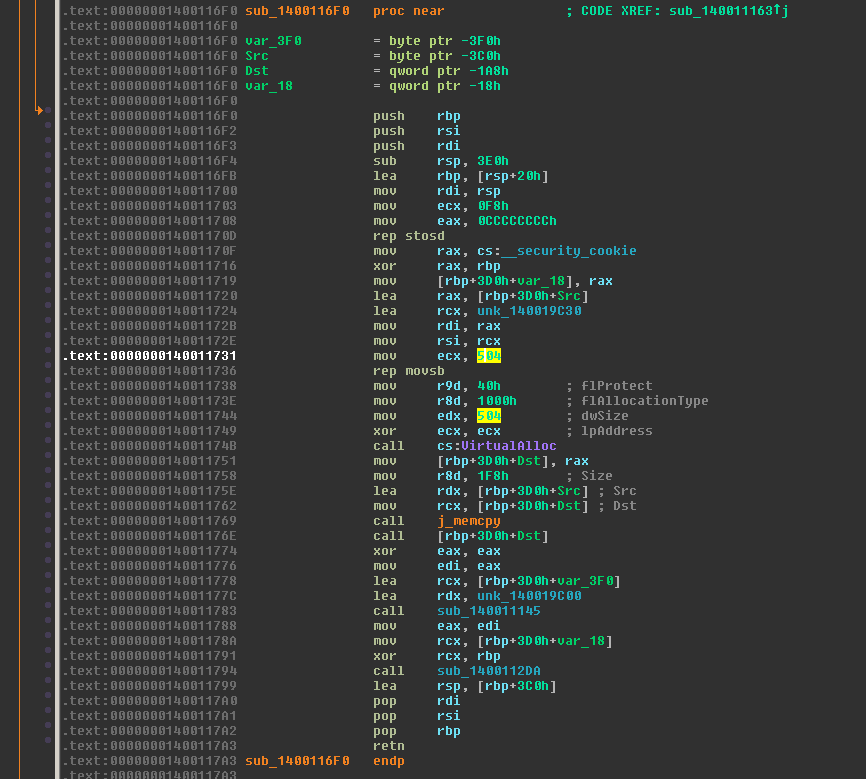 .text:00000001400116F0 sub_1400116F0   proc near               ; CODE XREF: sub_140011163↑j
.text:00000001400116F0
.text:00000001400116F0 var_3F0         = byte ptr -3F0h
.text:00000001400116F0 Src             = byte ptr -3C0h
.text:00000001400116F0 Dst             = qword ptr -1A8h
.text:00000001400116F0 var_18          = qword ptr -18h
.text:00000001400116F0
.text:00000001400116F0                 push    rbp
.text:00000001400116F2                 push    rsi
.text:00000001400116F3                 push    rdi
.text:00000001400116F4                 sub     rsp, 3E0h
.text:00000001400116FB                 lea     rbp, [rsp+20h]
.text:0000000140011700                 mov     rdi, rsp
.text:0000000140011703                 mov     ecx, 0F8h
.text:0000000140011708                 mov     eax, 0CCCCCCCCh
.text:000000014001170D                 rep stosd
.text:000000014001170F                 mov     rax, cs:__security_cookie
.text:0000000140011716                 xor     rax, rbp
.text:0000000140011719                 mov     [rbp+3D0h+var_18], rax
.text:0000000140011720                 lea     rax, [rbp+3D0h+Src]
.text:0000000140011724                 lea     rcx, unk_140019C30
.text:000000014001172B                 mov     rdi, rax
.text:000000014001172E                 mov     rsi, rcx
.text:0000000140011731                 mov     ecx, 504
.text:0000000140011736                 rep movsb
.text:0000000140011738                 mov     r9d, 40h        ; flProtect
.text:000000014001173E                 mov     r8d, 1000h      ; flAllocationType
.text:0000000140011744                 mov     edx, 504        ; dwSize
.text:0000000140011749                 xor     ecx, ecx        ; lpAddress
.text:000000014001174B                 call    cs:VirtualAlloc
.text:0000000140011751                 mov     [rbp+3D0h+Dst], rax
.text:0000000140011758                 mov     r8d, 1F8h       ; Size
.text:000000014001175E                 lea     rdx, [rbp+3D0h+Src] ; Src
.text:0000000140011762                 mov     rcx, [rbp+3D0h+Dst] ; Dst
.text:0000000140011769                 call    j_memcpy
.text:000000014001176E                 call    [rbp+3D0h+Dst]
.text:0000000140011774                 xor     eax, eax
.text:0000000140011776                 mov     edi, eax
.text:0000000140011778                 lea     rcx, [rbp+3D0h+var_3F0]
.text:000000014001177C                 lea     rdx, unk_140019C00
.text:0000000140011783                 call    sub_140011145
.text:0000000140011788                 mov     eax, edi
.text:000000014001178A                 mov     rcx, [rbp+3D0h+var_18]
.text:0000000140011791                 xor     rcx, rbp
.text:0000000140011794                 call    sub_1400112DA
.text:0000000140011799                 lea     rsp, [rbp+3C0h]
.text:00000001400117A0                 pop     rdi
.text:00000001400117A1                 pop     rsi
.text:00000001400117A2                 pop     rbp
.text:00000001400117A3                 retn
.text:00000001400117A3 sub_1400116F0   endp
.text:00000001400117A3